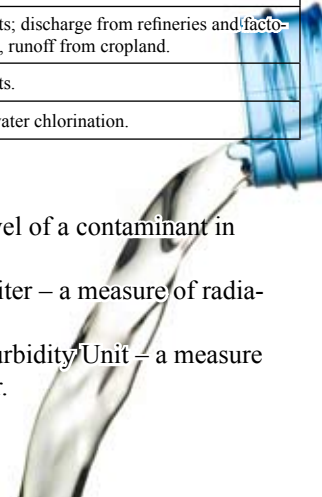 ts; discharge from refineries and facto-
, runoff from cropland.
ts.
vater chlorination.
vel of a contaminant in
iter – a measure of radia-
urbidity Unit – a measure
r.